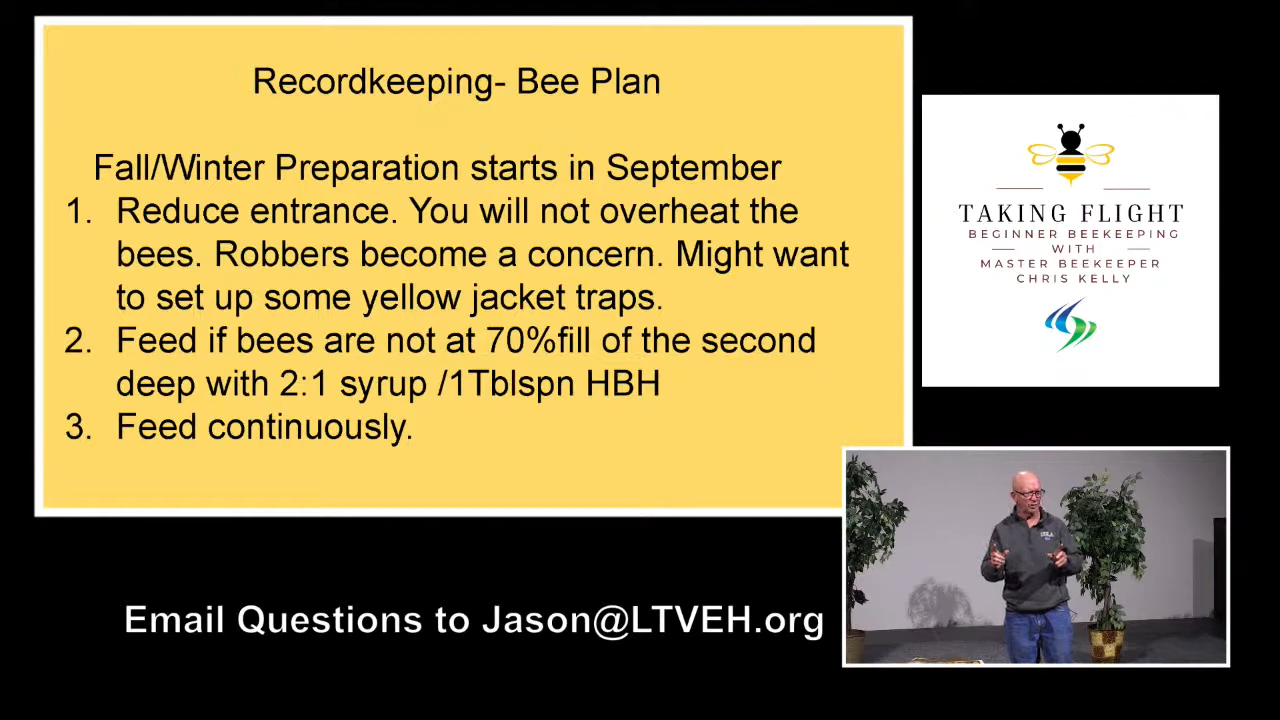 Recordkeeping- Bee Plan
Fall/Winter Preparation starts in September
1. Reduce entrance. You will not overheat the
bees. Robbers become a concern. Might want
to set up some yellow jacket traps.
2. Feed if bees are not at 70%fill of the second
deep with 2:1 syrup /1Tblspn HBH
3. Feed continuously.
TAKING FLIGHT
BEGINNER BEEKEEPING
WITH
MASTER BEEKEEPER
CHRIS KELLY
Email Questions to Jason@LTVEH.org